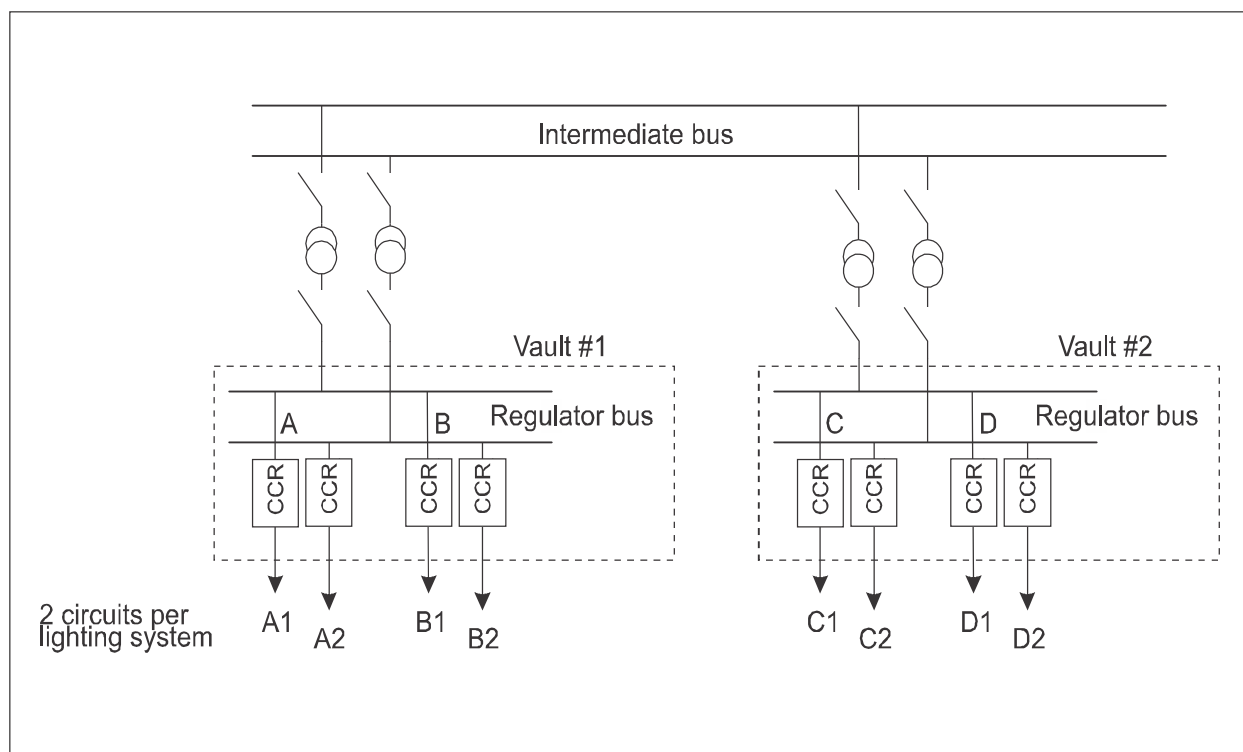 Intermediate bus
Vault #1
Vault #2
A
B
Regulator bus
C
D
Regulator bus
CCR
CCR
CCR
CCR
CCR
CCR
CCR
CCR
2 circuits per
lighting system
A1
A2
B1
B2
C1
C2
D1
D2